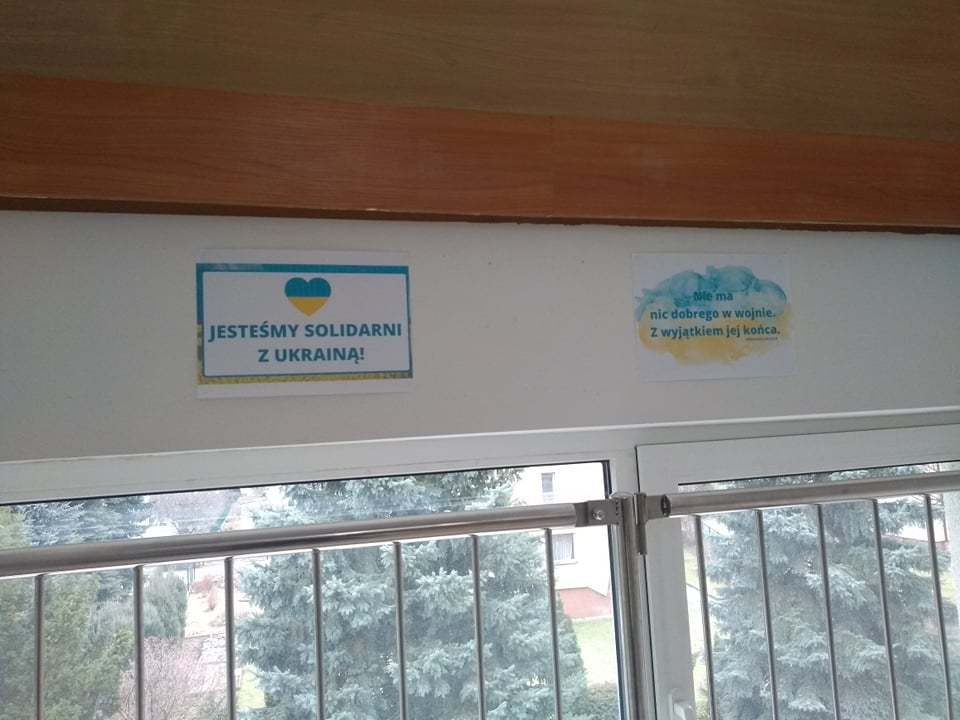 JESTEŚMY SOLIDARNI
Z UKRAINĄ!
Nie ma
nic dobrego w wojnie.
Z wyjątkiem jej końca.